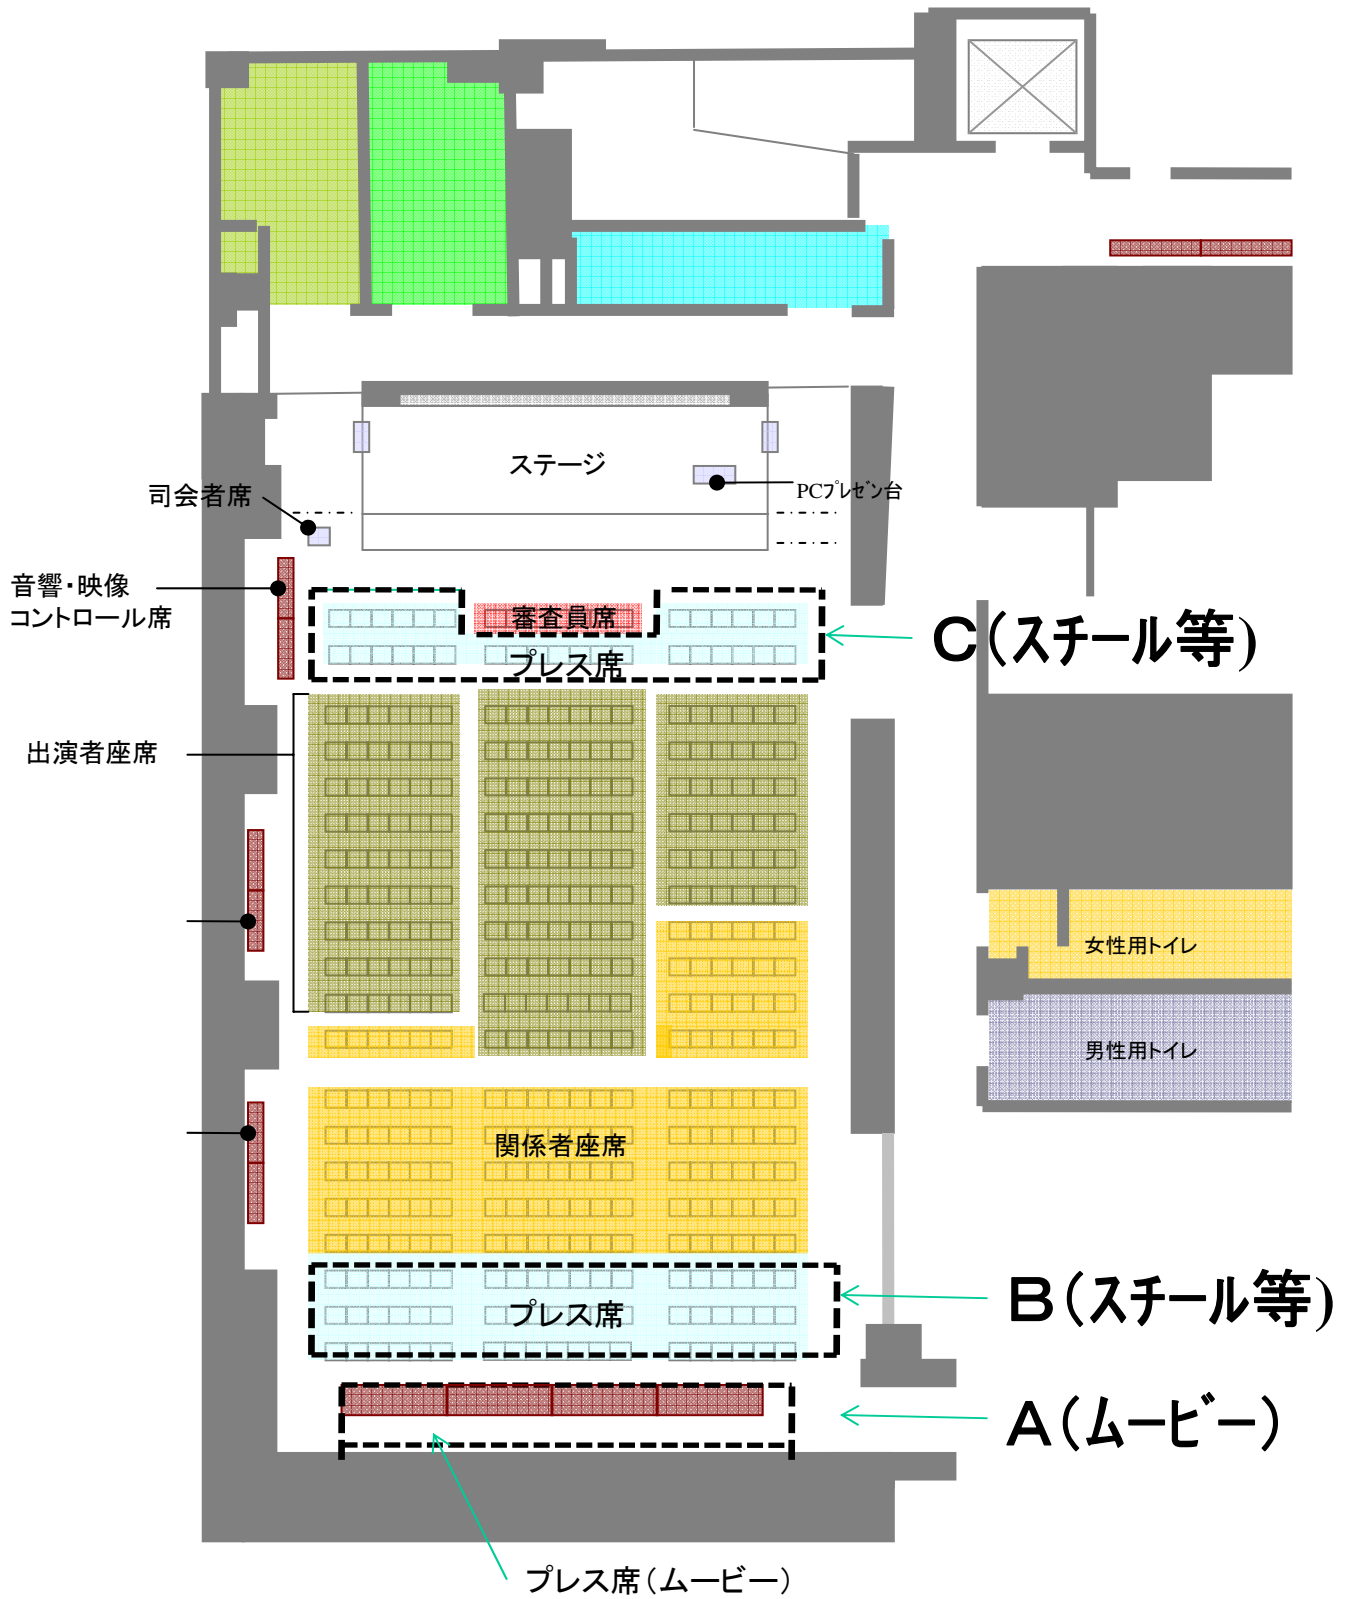 ステージ
司会者席
PCプレゼン台
音響・映像
コントロール席
審査員席
C(スチール等)
プレス席
出演者座席
女性用トイレ
男性用トイレ
関係者座席
B(スチール等)
プレス席
A(ムービー)
プレス席(ムービー)